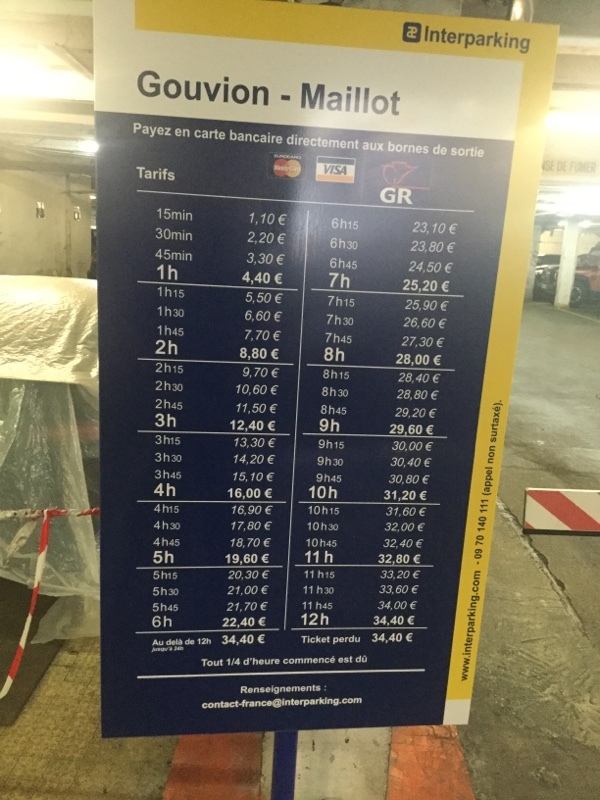 Interparking
Gouvion - Maillot
Payez en carte bancaire directement aux bornes de sortie
VISA
GR
Tarifs
15min 1,10 €
30min 2,20 €
45min 3,30 €
1h 4,40 €
1h15 5,50 €
1h30 6,60 €
1h45 7,70 €
2h 8,80 €
2h15 9,70 €
2h30 10,60 €
2h45 11,50 €
3h 12,40 €
3h15 13,30 €
3h30 14,20 €
3h45 15,10 €
4h 16,00 €
4h15 16,90 €
4h30 17,80 €
4h45 18,70 €
5h 19,60 €
5h15 20,30 €
5h30 21,00 €
5h45 21,70 €
6h 22,40 €
6h15 23,10 €
6h30 23,80 €
6h45 24,50 €
7h 25,20 €
7h15 25,90 €
7h30 26,60 €
7h45 27,30 €
8h 28,00 €
8h15 28,40 €
8h30 28,80 €
8h45 29,20 €
9h 29,60 €
9h15 30,00 €
9h30 30,40 €
9h45 30,80 €
10h 31,20 €
10h15 31,60 €
10h30 32,00 €
10h45 32,40 €
11h 32,80 €
11h15 33,20 €
11h30 33,60 €
11h45 34,00 €
12h 34,40 €
Au delà de 12h 34,40 €
jusqu'à 24h
Ticket perdu 34,40 €
Tout 1/4 d'heure commencé est dû
Renseignements :
contact-france@interparking.com
www.interparking.com - 09 70 140 111 (appel non surtaxé).
DE FUMER